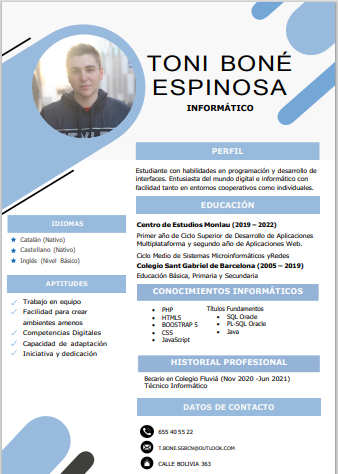 TONI BONÉ
ESPINOSA
INFORMÁTICO
PERFIL
Estudiante con habilidades en programación y desarrollo de
interfaces. Entusiasta del mundo digital e informático con
facilidad tanto en entornos cooperativos como individuales.
EDUCACIÓN
Centro de Estudios Monlau (2019 – 2022)
Primer año de Ciclo Superior de Desarrollo de Aplicaciones
Multiplataforma y segundo año de Aplicaciones Web.
Ciclo Medio de Sistemas Microinformáticos yRedes
Colegio Sant Gabriel de Barcelona (2005 – 2019)
Educación Básica, Primaria y Secundaria
IDIOMAS
Catalán (Nativo)
Castellano (Nativo)
Inglés (Nivel Básico)
APTITUDES
Trabajo en equipo
Facilidad para crear
ambientes amenos
Competencias Digitales
Capacidad de adaptación
Iniciativa y dedicación
CONOCIMIENTOS INFORMÁTICOS
PHP
HTML5
BOOSTRAP 5
CSS
JavaScript
Títulos Fundamentos
SQL Oracle
PL-SQL Oracle
Java
HISTORIAL PROFESIONAL
Becario en Colegio Fluviá (Nov 2020 -Jun 2021)
Técnico Informático
DATOS DE CONTACTO
655 40 55 22
T.BONE.SGBCN@OUTLOOK.COM
CALLE BOLIVIA 363